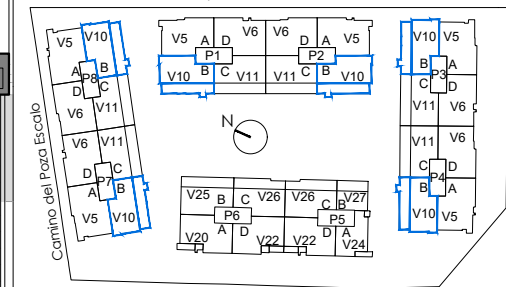 V5 V10
A B
P8
D C
V6 V11
V6 V11
D C
P7
A B
V5 V10
Camino del Poza Escalo
V5 V6 V6 V5
A D D A
P1 P2
B C C B
V10 V11 V11 V10
N
V10 V5
B A
P3
C D
V11 V6
V11 V6
C D
P4
B A
V10 V5
V25 V26 V26 V27
B C C B
P6 P5
A D D A
V20 V22 V22 V24